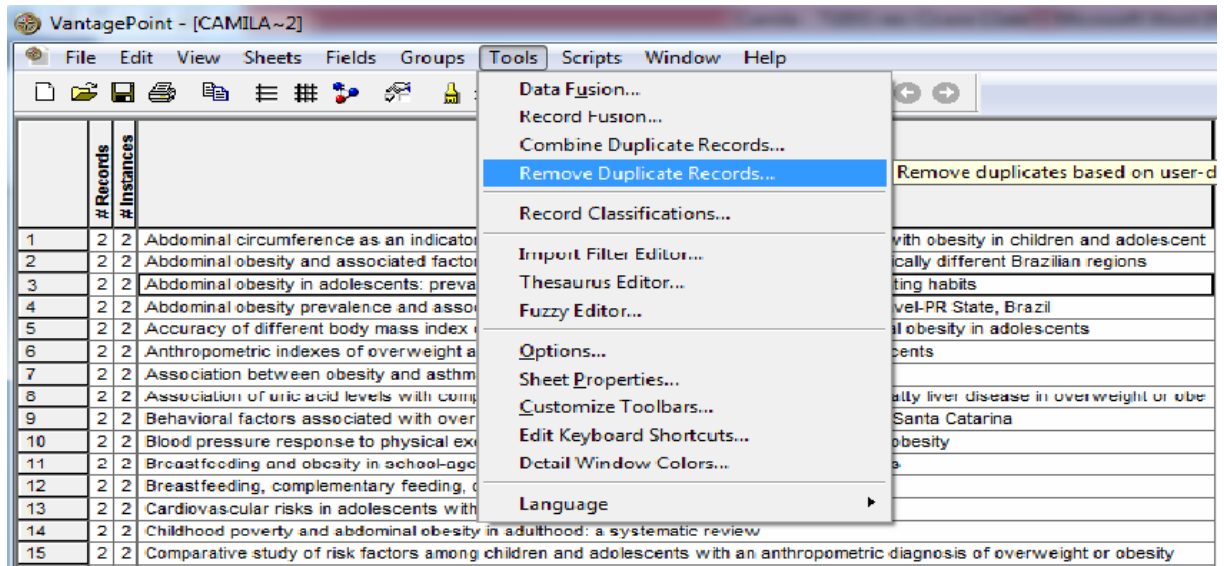 VantagePoint - [CAMILA~2]
File Edit View Sheets Fields Groups Tools Scripts Window Help
Data Fusion...
Record Fusion...
Combine Duplicate Records...
Remove Duplicate Records...
Remove duplicates based on user-d
Record Classifications...
Import Filter Editor...
Thesaurus Editor...
Fuzzy Editor...
Options...
Sheet Properties...
Customize Toolbars...
Edit Keyboard Shortcuts...
Detail Window Colors...
Language
# Records
# Instances
1 2 2 Abdominal circumference as an indicator with obesity in children and adolescent
2 2 2 Abdominal obesity and associated factor ically different Brazilian regions
3 2 2 Abdominal obesity in adolescents: preva ting habits
4 2 2 Abdominal obesity prevalence and asso vel-PR State, Brazil
5 2 2 Accuracy of different body mass index al obesity in adolescents
6 2 2 Anthropometric indexes of overweight a cents
7 2 2 Association between obesity and asthm
8 2 2 Association of uric acid levels with comp atty liver disease in overweight or obe
9 2 2 Behavioral factors associated with over Santa Catarina
10 2 2 Blood pressure response to physical exe obesity
11 2 2 Breastfeeding and obesity in school-age
12 2 2 Breastfeeding, complementary feeding,
13 2 2 Cardiovascular risks in adolescents with
14 2 2 Childhood poverty and abdominal obesity in adulthood: a systematic review
15 2 2 Comparative study of risk factors among children and adolescents with an anthropometric diagnosis of overweight or obesity